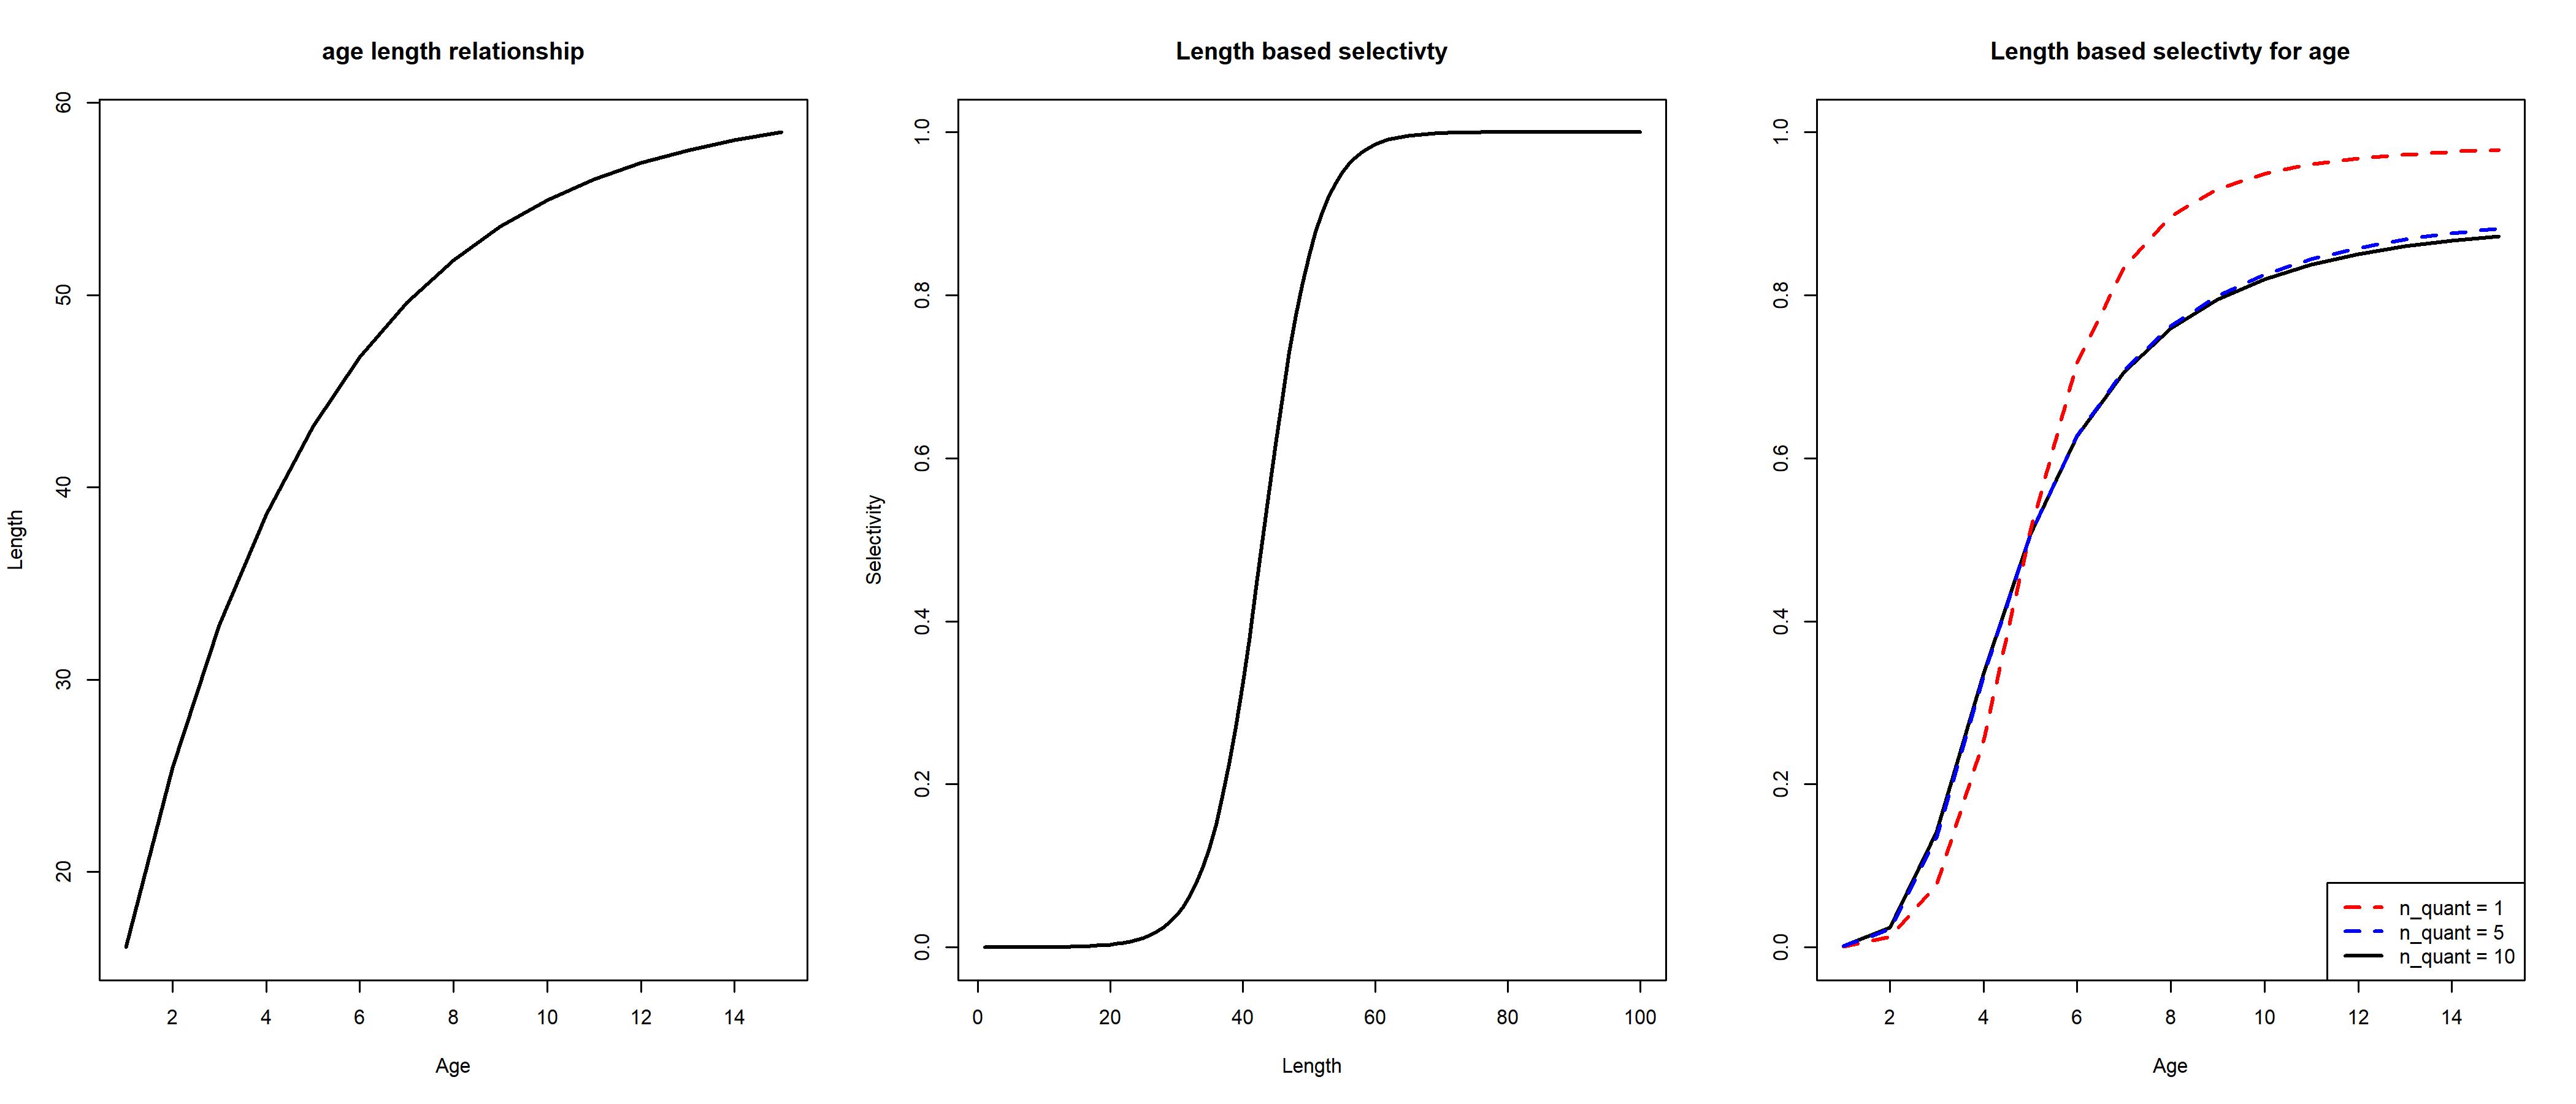 age length relationship
Length
60
50
40
30
20
2 4 6 8 10 12 14
Age
Length based selectivty
Selectivity
1.0
0.8
0.6
0.4
0.2
0.0
0 20 40 60 80 100
Length
Length based selectivty for age
1.0
0.8
0.6
0.4
0.2
0.0
n_quant = 1
n_quant = 5
n_quant = 10
2 4 6 8 10 12 14
Age